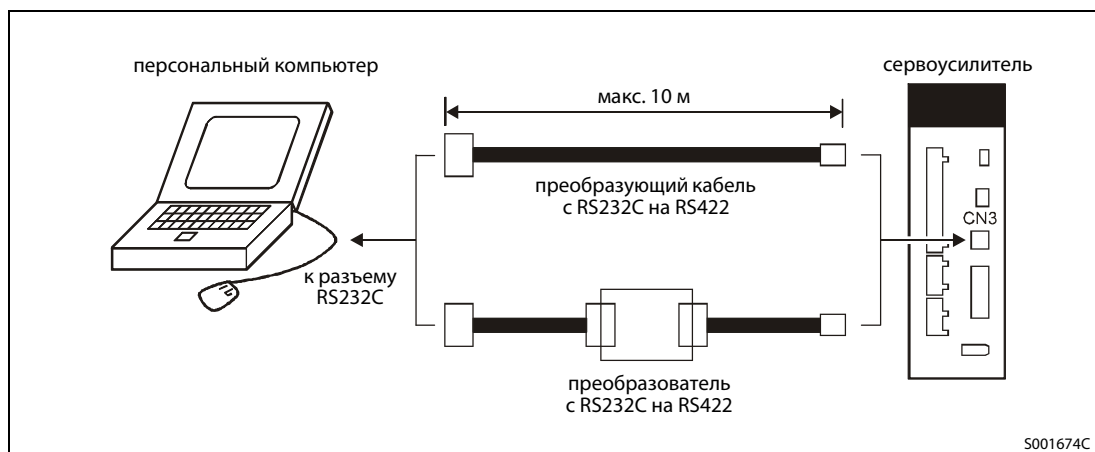 персональный компьютер
сервоусилитель
макс. 10 м
преобразующий кабель
с RS232C на RS422
CN3
к разъему
RS232C
преобразователь
с RS232C на RS422
S001674C